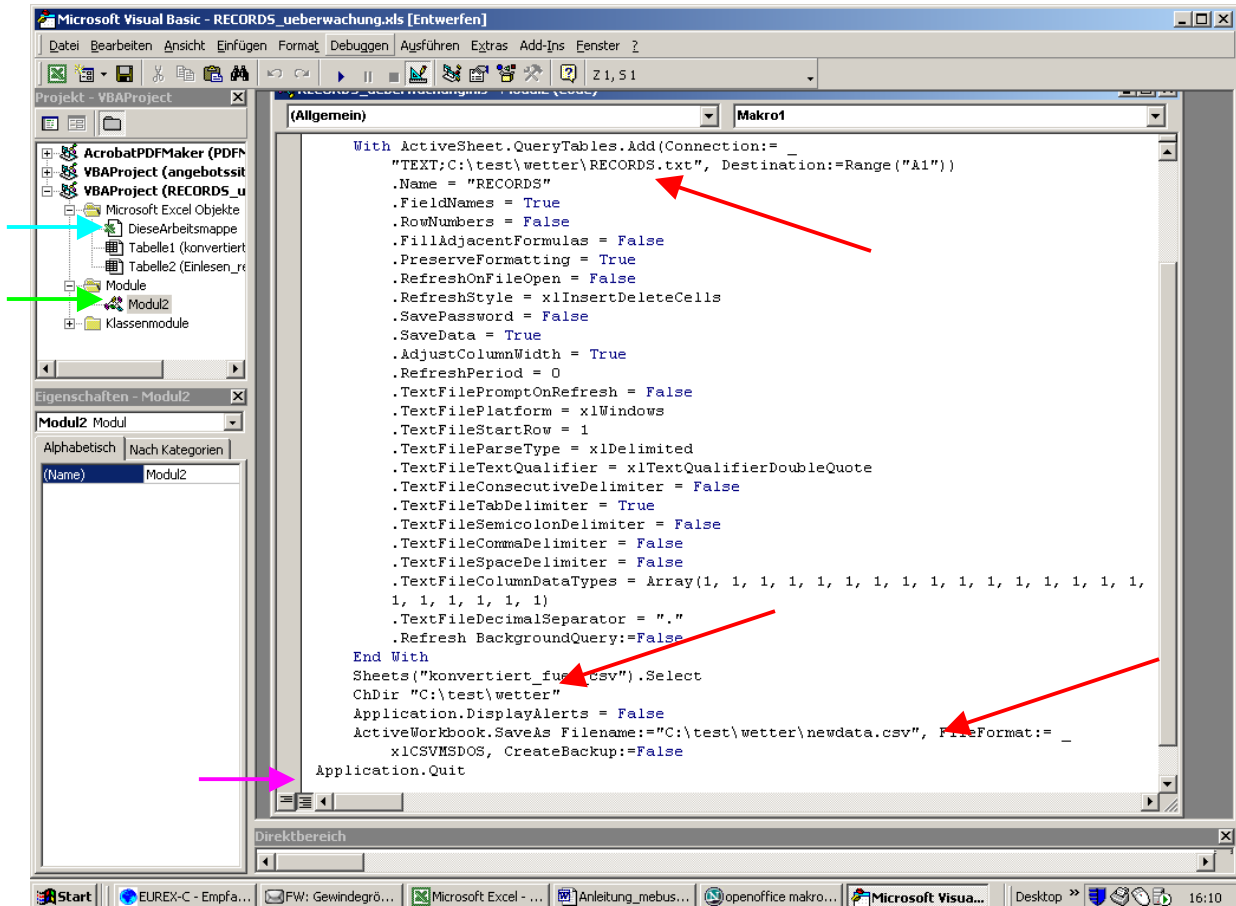 Microsoft Visual Basic - RECORDS_ueberwachung.xls [Entwerfen]
Datei Bearbeiten Ansicht Einfügen Format Debuggen Ausführen Extras Add-Ins Fenster ?
Z 1, S 1
Projekt - VBAProject
AcrobatPDFMaker (PDFM
VBAProject (angebotssit
VBAProject (RECORDS_u
Microsoft Excel Objekte
DieseArbeitsmappe
Tabelle1 (konvertiert
Tabelle2 (Einlesen_re
Module
Modul2
Klassenmodule
Eigenschaften - Modul2
Modul2 Modul
Alphabetisch Nach Kategorien
(Name) Modul2
(Allgemein) Makro1
With ActiveSheet.QueryTables.Add(Connection:= _
"TEXT;C:\test\wetter\RECORDS.txt", Destination:=Range("A1"))
.Name = "RECORDS"
.FieldNames = True
.RowNumbers = False
.FillAdjacentFormulas = False
.PreserveFormatting = True
.RefreshOnFileOpen = False
.RefreshStyle = xlInsertDeleteCells
.SavePassword = False
.SaveData = True
.AdjustColumnWidth = True
.RefreshPeriod = 0
.TextFilePromptOnRefresh = False
.TextFilePlatform = xlWindows
.TextFileStartRow = 1
.TextFileParseType = xlDelimited
.TextFileTextQualifier = xlTextQualifierDoubleQuote
.TextFileConsecutiveDelimiter = False
.TextFileTabDelimiter = True
.TextFileSemicolonDelimiter = False
.TextFileCommaDelimiter = False
.TextFileSpaceDelimiter = False
.TextFileColumnDataTypes = Array(1, 1, 1, 1, 1, 1, 1, 1, 1, 1, 1, 1, 1, 1, 1, 1,
1, 1, 1, 1, 1, 1)
.TextFileDecimalSeparator = "."
.Refresh BackgroundQuery:=False
End With
Sheets("konvertiert_fuer_csv").Select
ChDir "C:\test\wetter"
Application.DisplayAlerts = False
ActiveWorkbook.SaveAs Filename:="C:\test\wetter\newdata.csv", FileFormat:= _
xlCSVMSDOS, CreateBackup:=False
Application.Quit
Direktbereich
Start EUREX-C - Empfa... FW: Gewindegrö... Microsoft Excel - ... Anleitung_mebus... openoffice makro... Microsoft Visua... Desktop » 16:10